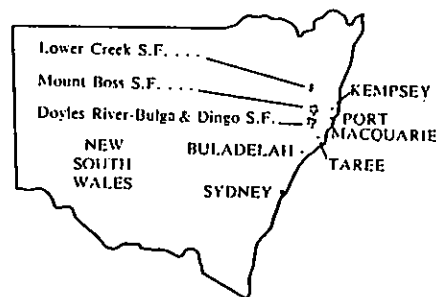 Lower Creek S.F. . . . .
Mount Boss S.F. . . . .
KEMPSEY
Doyles River-Bulga & Dingo S.F. . . .
PORT
MACQUARIE
NEW
SOUTH
WALES
BULADELAH .
TAREE
SYDNEY